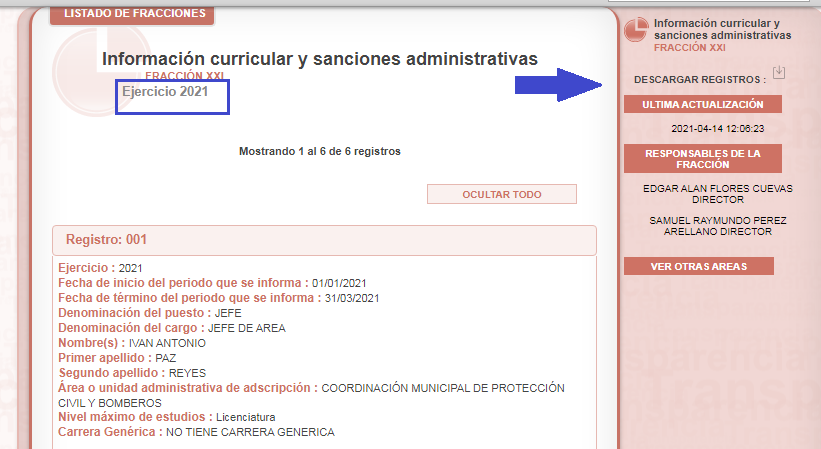 LISTADO DE FRACCIONES
Información curricular y sanciones administrativas
FRACCIÓN XXI
Ejercicio 2021
Mostrando 1 al 6 de 6 registros
OCULTAR TODO
Registro: 001
Ejercicio : 2021
Fecha de inicio del periodo que se informa : 01/01/2021
Fecha de término del periodo que se informa : 31/03/2021
Denominación del puesto : JEFE
Denominación del cargo : JEFE DE AREA
Nombre(s) : IVAN ANTONIO
Primer apellido : PAZ
Segundo apellido : REYES
Área o unidad administrativa de adscripción : COORDINACIÓN MUNICIPAL DE PROTECCIÓN
CIVIL Y BOMBEROS
Nivel máximo de estudios : Licenciatura
Carrera Genérica : NO TIENE CARRERA GENERICA
Información curricular y
sanciones administrativas
FRACCIÓN XXI
DESCARGAR REGISTROS :
ULTIMA ACTUALIZACIÓN
2021-04-14 12:06:23
RESPONSABLES DE LA
FRACCIÓN
EDGAR ALAN FLORES CUEVAS
DIRECTOR
SAMUEL RAYMUNDO PEREZ
ARELLANO DIRECTOR
VER OTRAS AREAS